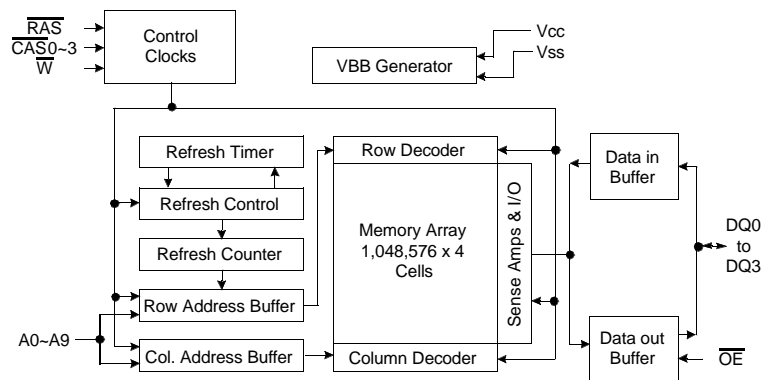 RAS
CAS0~3
W
Control
Clocks
VBB Generator
Vcc
Vss
Refresh Timer
Refresh Control
Refresh Counter
Row Address Buffer
Col. Address Buffer
A0~A9
Row Decoder
Memory Array
1,048,576 x 4
Cells
Column Decoder
Sense Amps & I/O
Data in
Buffer
Data out
Buffer
DQ0
to
DQ3
OE